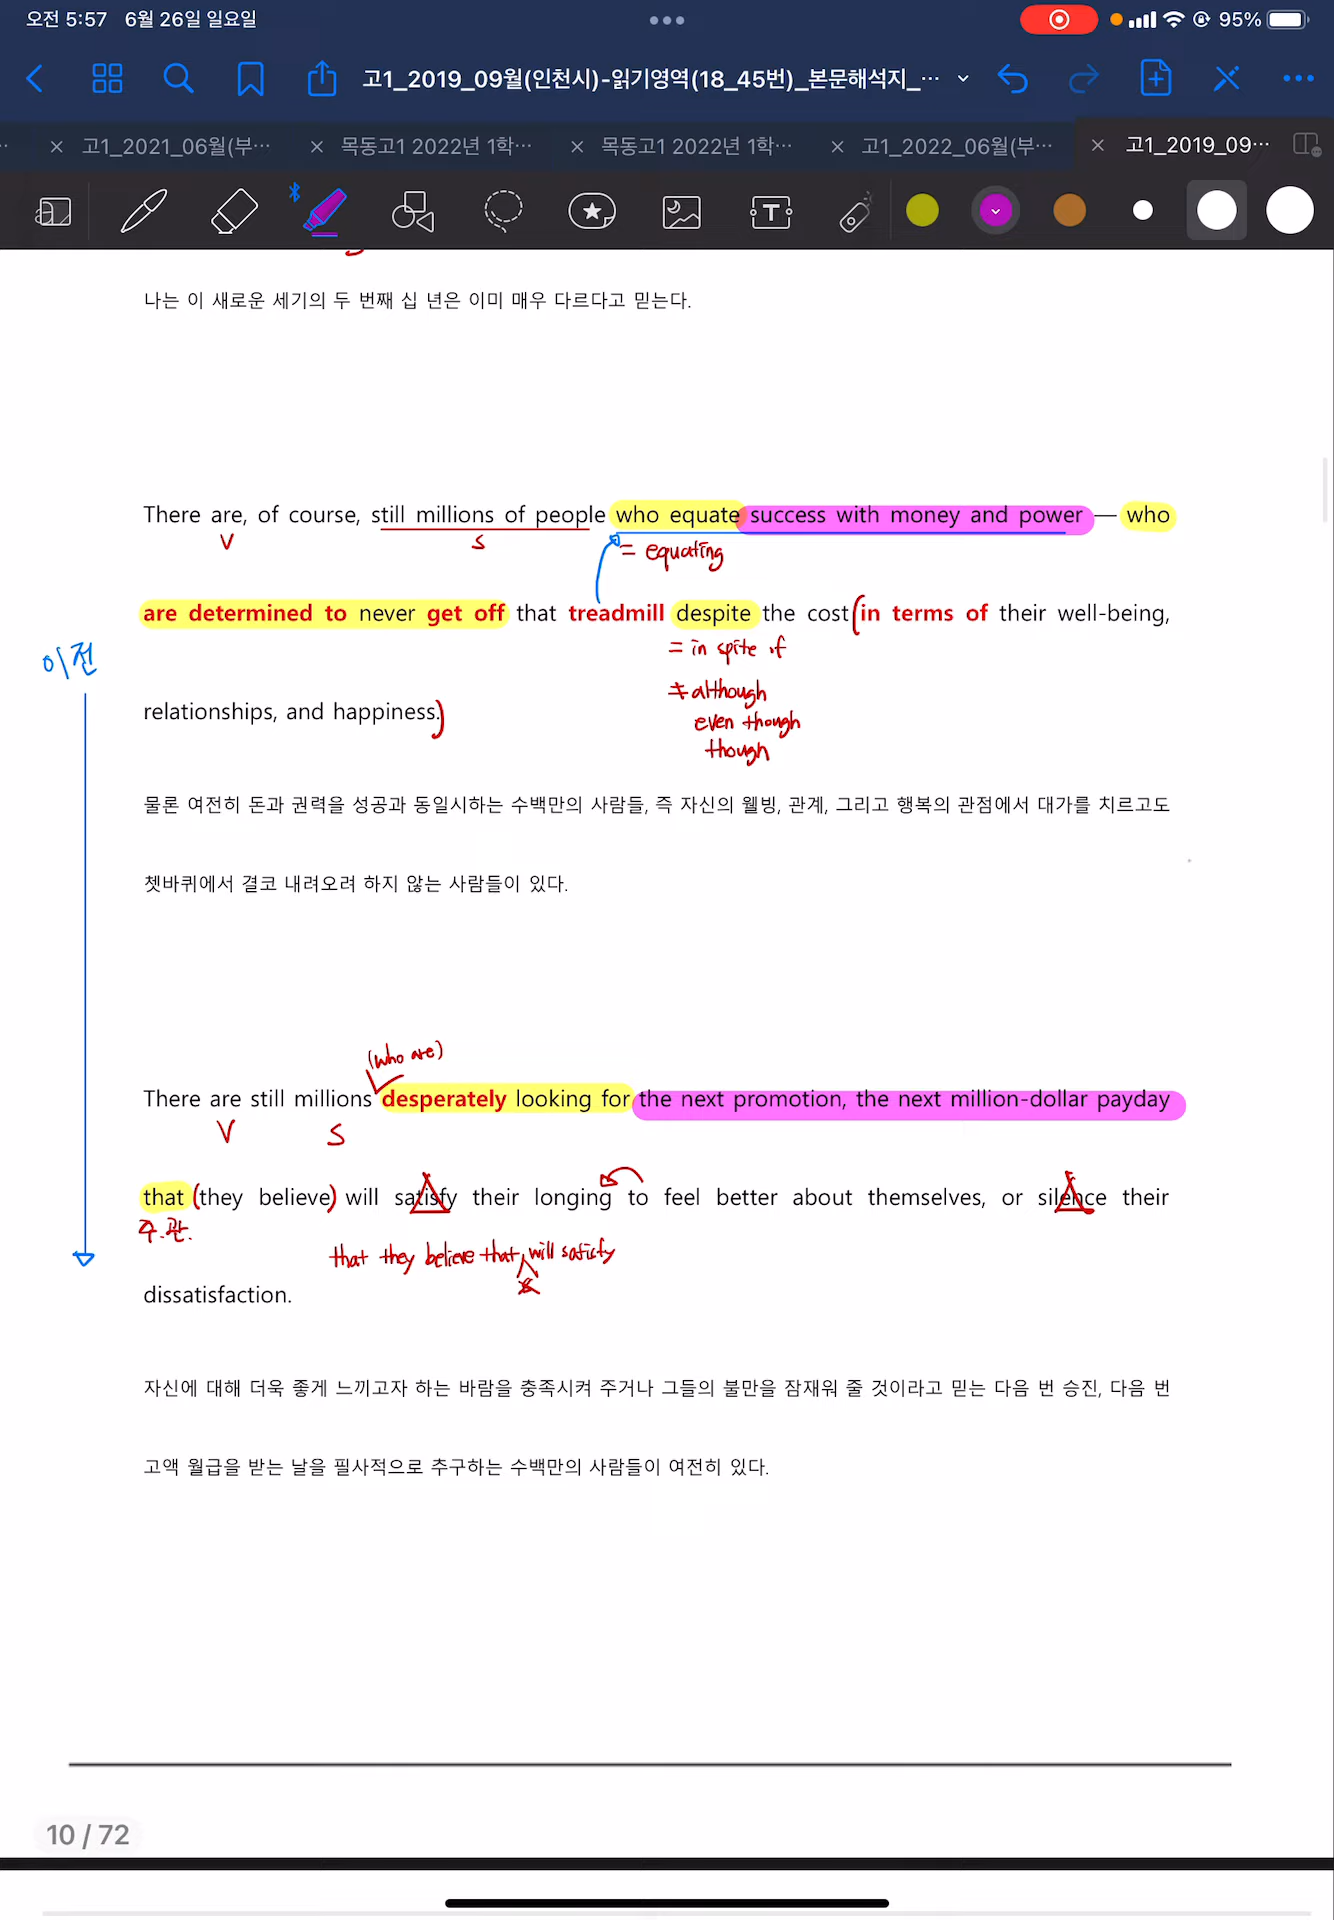 오전 5:57 6월 26일 일요일
95%
고1_2019_09월(인천시)-읽기영역(18_45번)_본문해석지_...
고1_2021_06월(부...
목동고1 2022년 1학...
목동고1 2022년 1학...
고1_2022_06월(부...
고1_2019_09...
나는 이 새로운 세기의 두 번째 십 년은 이미 매우 다르다고 믿는다.
There are, of course, still millions of people who equate success with money and power — who
V
S
= equating
are determined to never get off that treadmill despite the cost (in terms of their well-being,
이전
= in spite of
≠ although
even though
though
relationships, and happiness.)
물론 여전히 돈과 권력을 성공과 동일시하는 수백만의 사람들, 즉 자신의 웰빙, 관계, 그리고 행복의 관점에서 대가를 치르고도
쳇바퀴에서 결코 내려오려 하지 않는 사람들이 있다.
(who are)
There are still millions desperately looking for the next promotion, the next million-dollar payday
V
S
that (they believe) will satisfy their longing to feel better about themselves, or silence their
주.관.
that they believe that will satisfy
dissatisfaction.
자신에 대해 더욱 좋게 느끼고자 하는 바람을 충족시켜 주거나 그들의 불만을 잠재워 줄 것이라고 믿는 다음 번 승진, 다음 번
고액 월급을 받는 날을 필사적으로 추구하는 수백만의 사람들이 여전히 있다.
10 / 72